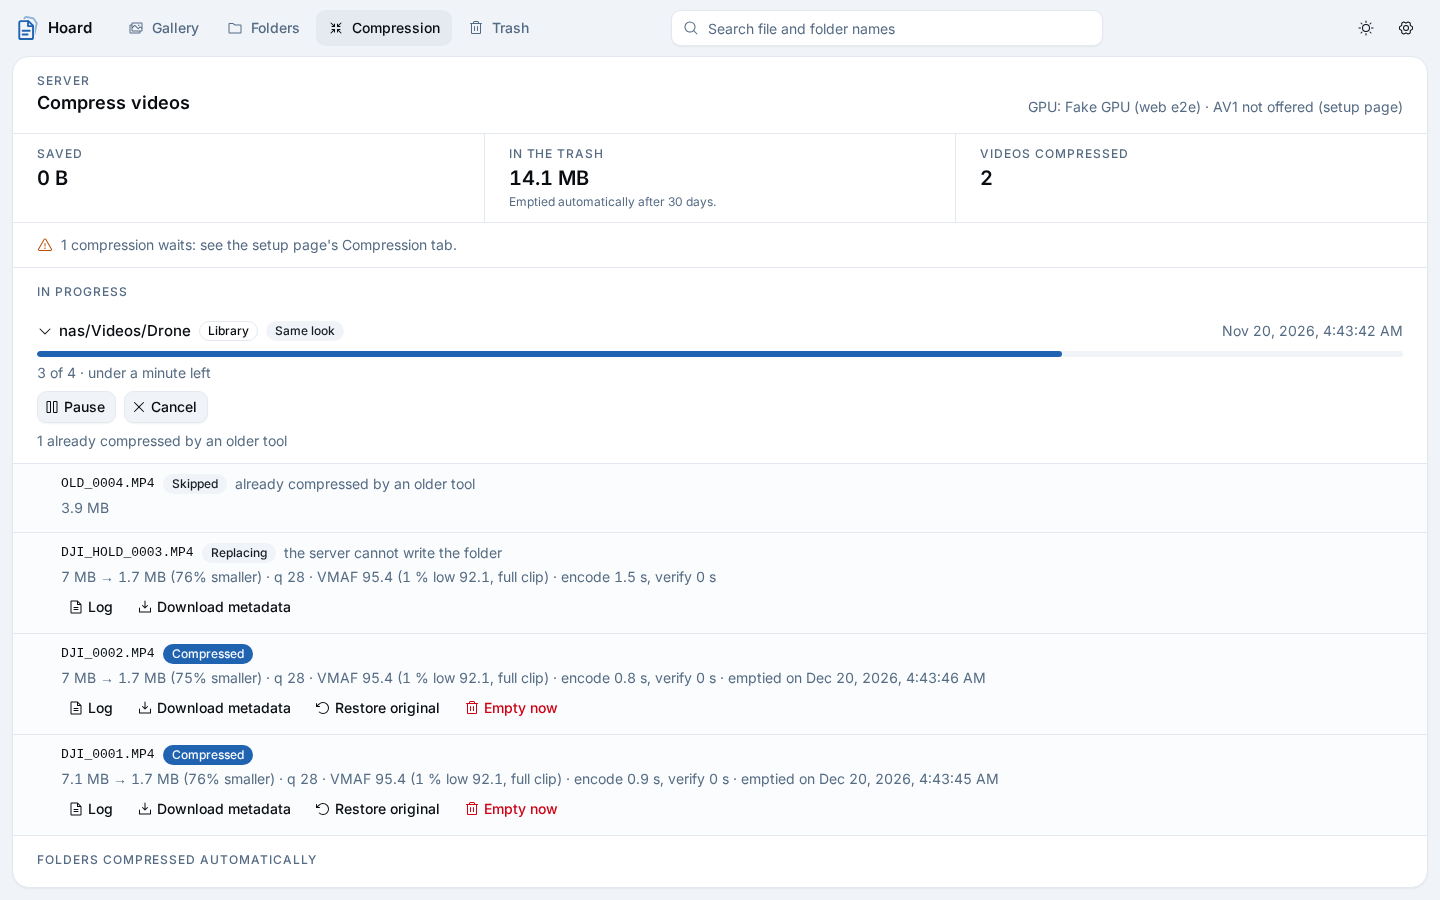 Hoard
Gallery
Folders
Compression
Trash
Search file and folder names
SERVER
Compress videos
GPU: Fake GPU (web e2e) · AV1 not offered (setup page)
SAVED
0 B
IN THE TRASH
14.1 MB
Emptied automatically after 30 days.
VIDEOS COMPRESSED
2
1 compression waits: see the setup page's Compression tab.
IN PROGRESS
nas/Videos/Drone Library Same look Nov 20, 2026, 4:43:42 AM
3 of 4 · under a minute left
Pause Cancel
1 already compressed by an older tool
OLD_0004.MP4 Skipped already compressed by an older tool
3.9 MB
DJI_HOLD_0003.MP4 Replacing the server cannot write the folder
7 MB → 1.7 MB (76% smaller) · q 28 · VMAF 95.4 (1 % low 92.1, full clip) · encode 1.5 s, verify 0 s
Log Download metadata
DJI_0002.MP4 Compressed
7 MB → 1.7 MB (75% smaller) · q 28 · VMAF 95.4 (1 % low 92.1, full clip) · encode 0.8 s, verify 0 s · emptied on Dec 20, 2026, 4:43:46 AM
Log Download metadata Restore original Empty now
DJI_0001.MP4 Compressed
7.1 MB → 1.7 MB (76% smaller) · q 28 · VMAF 95.4 (1 % low 92.1, full clip) · encode 0.9 s, verify 0 s · emptied on Dec 20, 2026, 4:43:45 AM
Log Download metadata Restore original Empty now
FOLDERS COMPRESSED AUTOMATICALLY